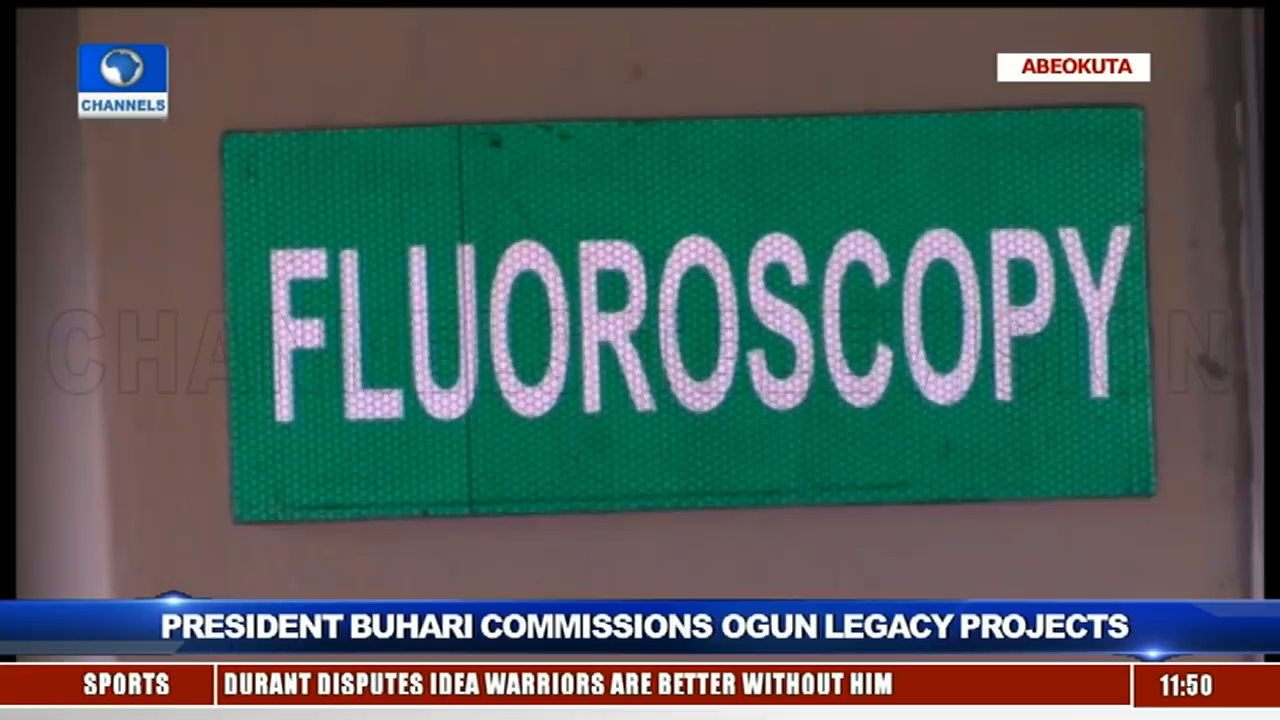 CHANNELS
ABEOKUTA
FLUOROSCOPY
PRESIDENT BUHARI COMMISSIONS OGUN LEGACY PROJECTS
SPORTS
DURANT DISPUTES IDEA WARRIORS ARE BETTER WITHOUT HIM
11:50